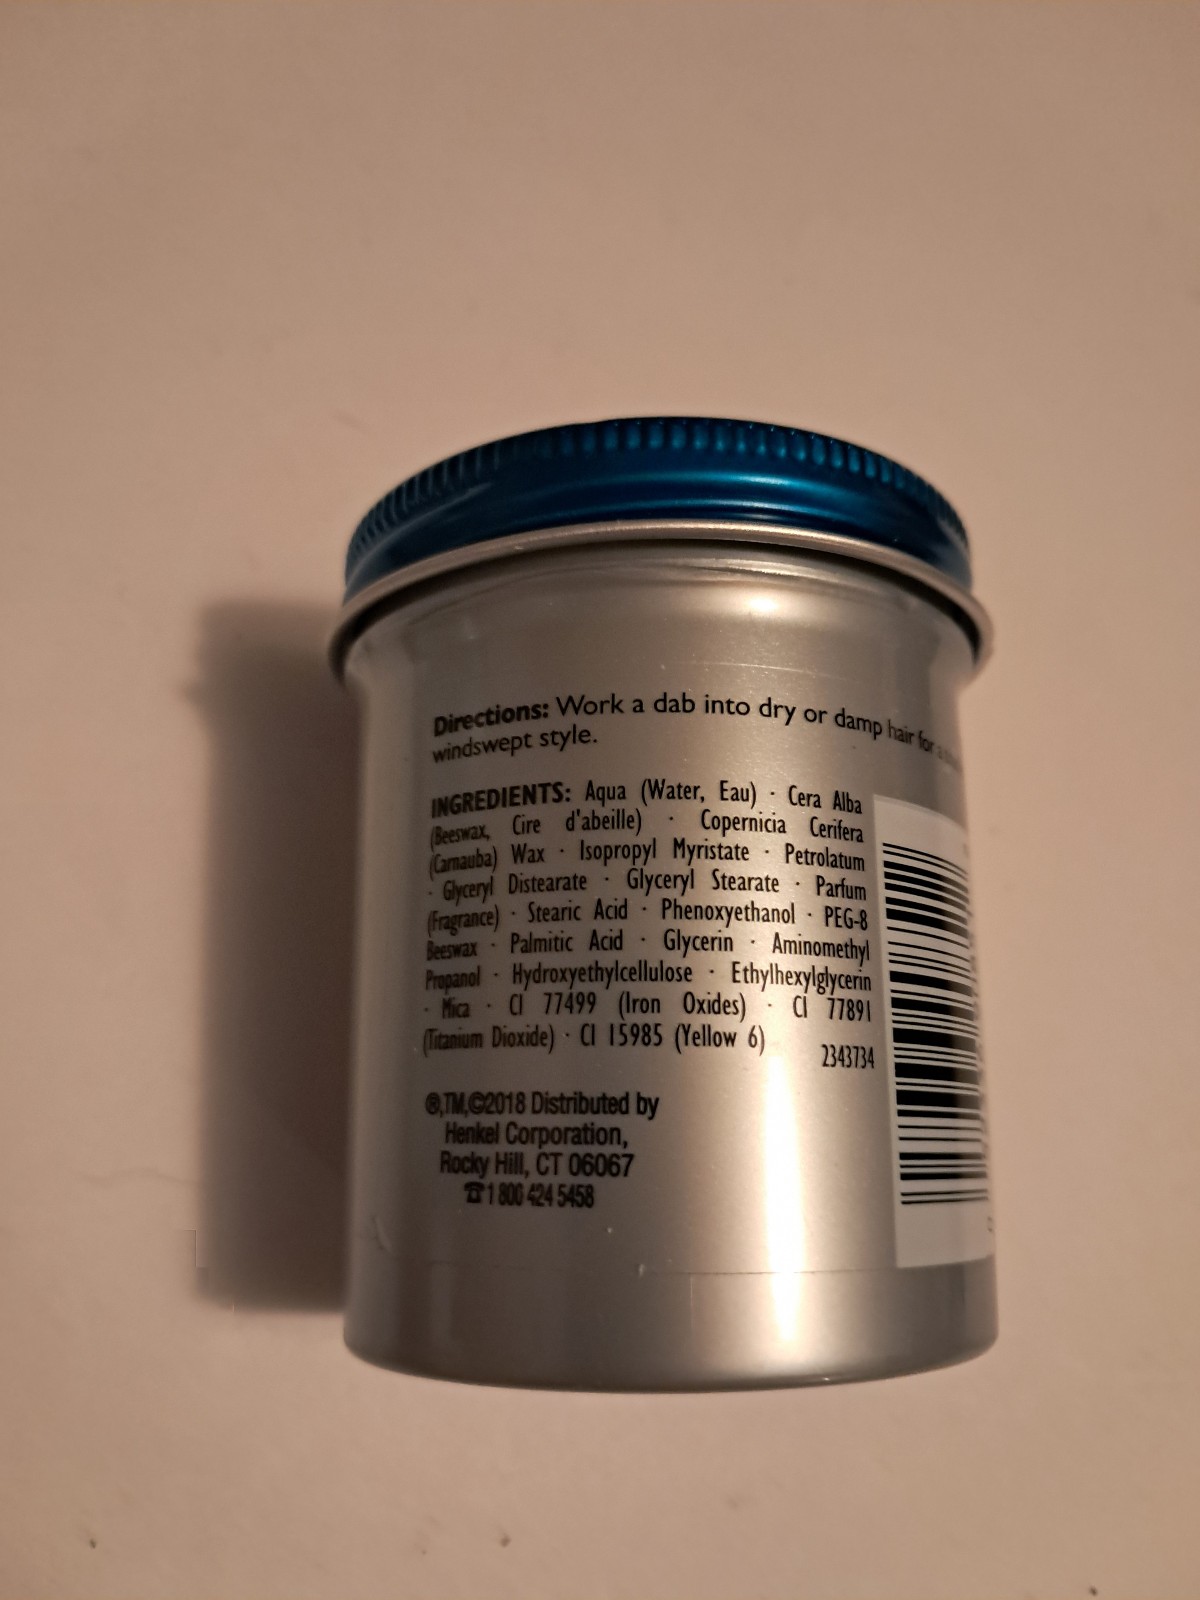 Directions: Work a dab into dry or damp hair for a
windswept style.
INGREDIENTS: Aqua (Water, Eau) · Cera Alba
(Beeswax, Cire d'abeille) · Copernicia Cerifera
(Carnauba) Wax · Isopropyl Myristate · Petrolatum
· Glyceryl Distearate · Glyceryl Stearate · Parfum
(Fragrance) · Stearic Acid · Phenoxyethanol · PEG-8
Beeswax · Palmitic Acid · Glycerin · Aminomethyl
Propanol · Hydroxyethylcellulose · Ethylhexylglycerin
· Mica · CI 77499 (Iron Oxides) · CI 77891
(Titanium Dioxide) · CI 15985 (Yellow 6)
2343734
®,TM,©2018 Distributed by
Henkel Corporation,
Rocky Hill, CT 06067
☎1 800 424 5458